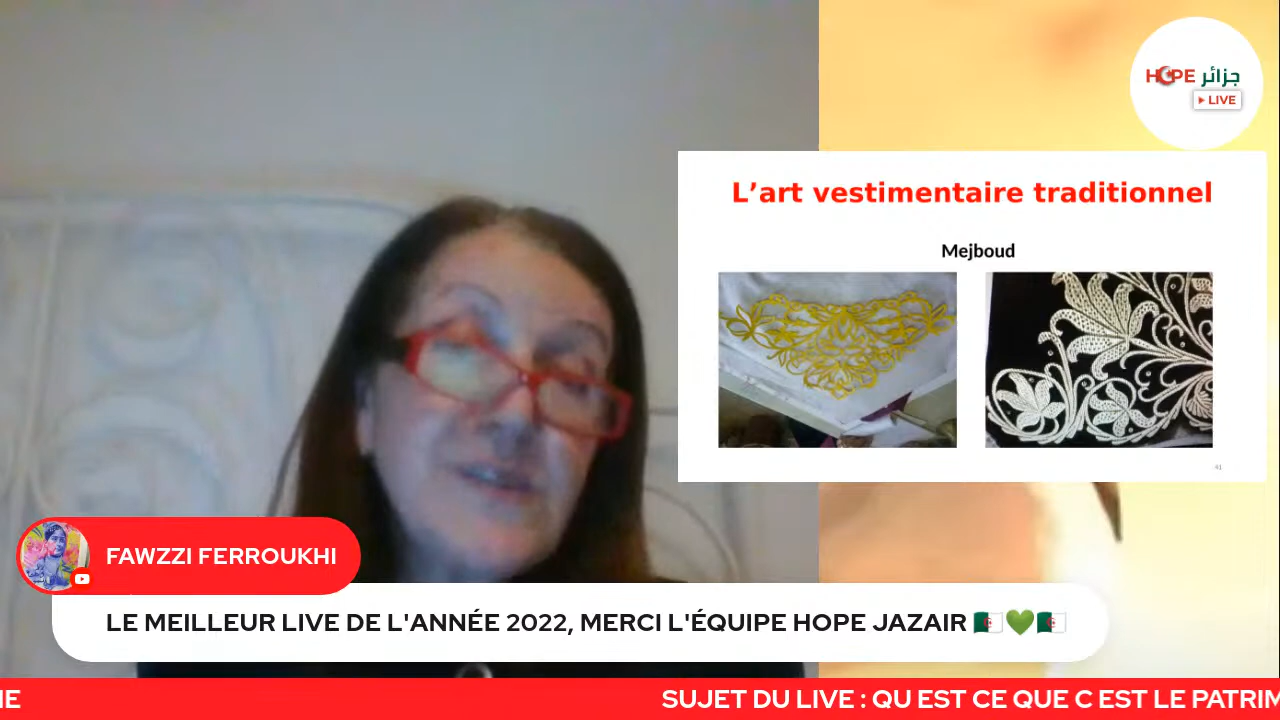 HOPE جزائر
LIVE
L'art vestimentaire traditionnel
Mejboud
41
FAWZZI FERROUKHI
LE MEILLEUR LIVE DE L'ANNÉE 2022, MERCI L'ÉQUIPE HOPE JAZAIR 🇩🇿💚🇩🇿
SUJET DU LIVE : QU EST CE QUE C EST LE PATRIM